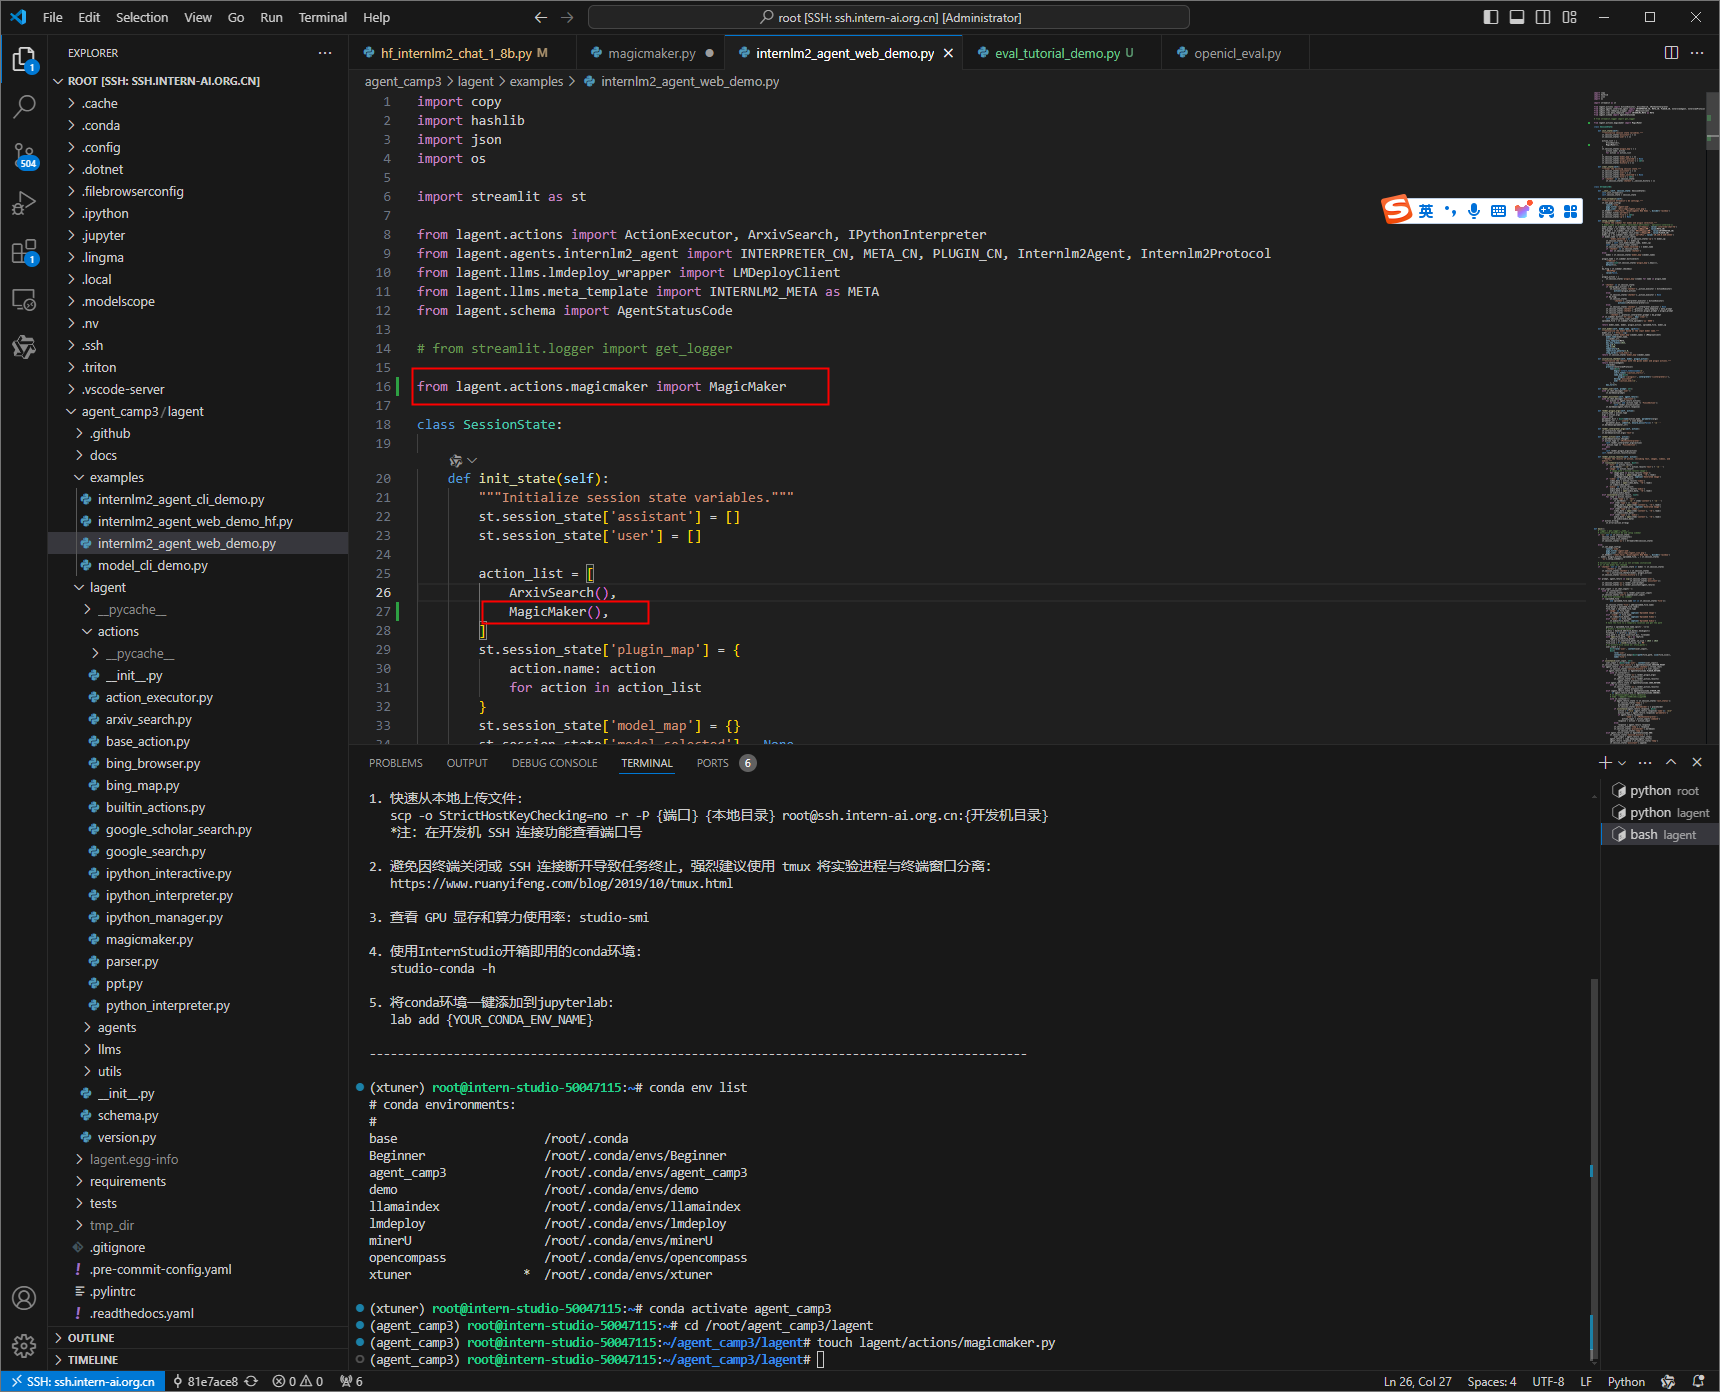 File Edit Selection View Go Run Terminal Help
root [SSH: ssh.intern-ai.org.cn] [Administrator]
EXPLORER
ROOT [SSH: SSH.INTERN-AI.ORG.CN]
.cache
.conda
.config
.dotnet
.filebrowserconfig
.ipython
.jupyter
.lingma
.local
.modelscope
.nv
.ssh
.triton
.vscode-server
agent_camp3/lagent
.github
docs
examples
internlm2_agent_cli_demo.py
internlm2_agent_web_demo_hf.py
internlm2_agent_web_demo.py
model_cli_demo.py
lagent
__pycache__
actions
__pycache__
__init__.py
action_executor.py
arxiv_search.py
base_action.py
bing_browser.py
bing_map.py
builtin_actions.py
google_scholar_search.py
google_search.py
ipython_interactive.py
ipython_interpreter.py
ipython_manager.py
magicmaker.py
parser.py
ppt.py
python_interpreter.py
agents
llms
utils
__init__.py
schema.py
version.py
lagent.egg-info
requirements
tests
tmp_dir
.gitignore
.pre-commit-config.yaml
.pylintrc
.readthedocs.yaml
OUTLINE
TIMELINE
1
504
1
hf_internlm2_chat_1_8b.py M
magicmaker.py
internlm2_agent_web_demo.py
eval_tutorial_demo.py U
openicl_eval.py
agent_camp3 > lagent > examples > internlm2_agent_web_demo.py
1 import copy
2 import hashlib
3 import json
4 import os
5
6 import streamlit as st
7
8 from lagent.actions import ActionExecutor, ArxivSearch, IPythonInterpreter
9 from lagent.agents.internlm2_agent import INTERPRETER_CN, META_CN, PLUGIN_CN, Internlm2Agent, Internlm2Protocol
10 from lagent.llms.lmdeploy_wrapper import LMDeployClient
11 from lagent.llms.meta_template import INTERNLM2_META as META
12 from lagent.schema import AgentStatusCode
13
14 # from streamlit.logger import get_logger
15
16 from lagent.actions.magicmaker import MagicMaker
17
18 class SessionState:
19
20 def init_state(self):
21 """Initialize session state variables."""
22 st.session_state['assistant'] = []
23 st.session_state['user'] = []
24
25 action_list = [
26 ArxivSearch(),
27 MagicMaker(),
28 ]
29 st.session_state['plugin_map'] = {
30 action.name: action
31 for action in action_list
32 }
33 st.session_state['model_map'] = {}
34 st.session_state['model_selected'] = None
英
PROBLEMS OUTPUT DEBUG CONSOLE TERMINAL PORTS 6
1. 快速从本地上传文件:
scp -o StrictHostKeyChecking=no -r -P {端口} {本地目录} root@ssh.intern-ai.org.cn:{开发机目录}
*注: 在开发机 SSH 连接功能查看端口号
2. 避免因终端关闭或 SSH 连接断开导致任务终止, 强烈建议使用 tmux 将实验进程与终端窗口分离:
https://www.ruanyifeng.com/blog/2019/10/tmux.html
3. 查看 GPU 显存和算力使用率: studio-smi
4. 使用InternStudio开箱即用的conda环境:
studio-conda -h
5. 将conda环境一键添加到jupyterlab:
lab add {YOUR_CONDA_ENV_NAME}
----------------------------------------------------------------------------------------------
(xtuner) root@intern-studio-50047115:~# conda env list
# conda environments:
#
base /root/.conda
Beginner /root/.conda/envs/Beginner
agent_camp3 /root/.conda/envs/agent_camp3
demo /root/.conda/envs/demo
llamaindex /root/.conda/envs/llamaindex
lmdeploy /root/.conda/envs/lmdeploy
minerU /root/.conda/envs/minerU
opencompass /root/.conda/envs/opencompass
xtuner * /root/.conda/envs/xtuner
(xtuner) root@intern-studio-50047115:~# conda activate agent_camp3
(agent_camp3) root@intern-studio-50047115:~# cd /root/agent_camp3/lagent
(agent_camp3) root@intern-studio-50047115:~/agent_camp3/lagent# touch lagent/actions/magicmaker.py
(agent_camp3) root@intern-studio-50047115:~/agent_camp3/lagent#
python root
python lagent
bash lagent
SSH: ssh.intern-ai.org.cn 81e7ace8 0 0 6
Ln 26, Col 27 Spaces: 4 UTF-8 LF Python